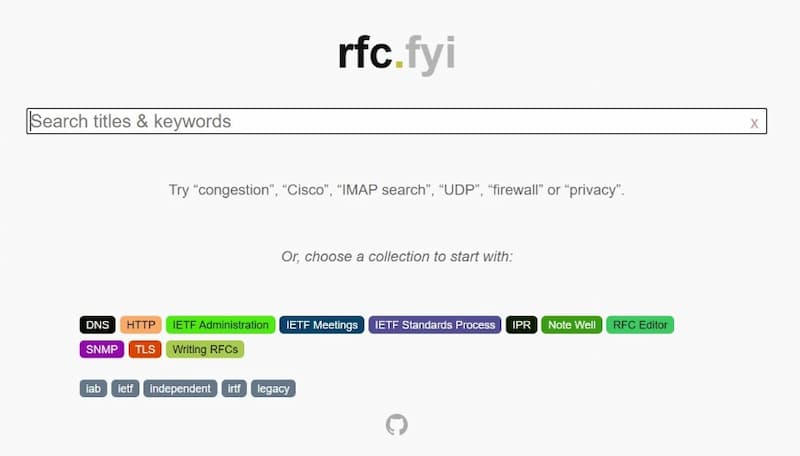 rfc.fyi
Search titles & keywords x
Try “congestion”, “Cisco”, “IMAP search”, “UDP”, “firewall” or “privacy”.
Or, choose a collection to start with:
DNS HTTP IETF Administration IETF Meetings IETF Standards Process IPR Note Well RFC Editor
SNMP TLS Writing RFCs
iab ietf independent irtf legacy